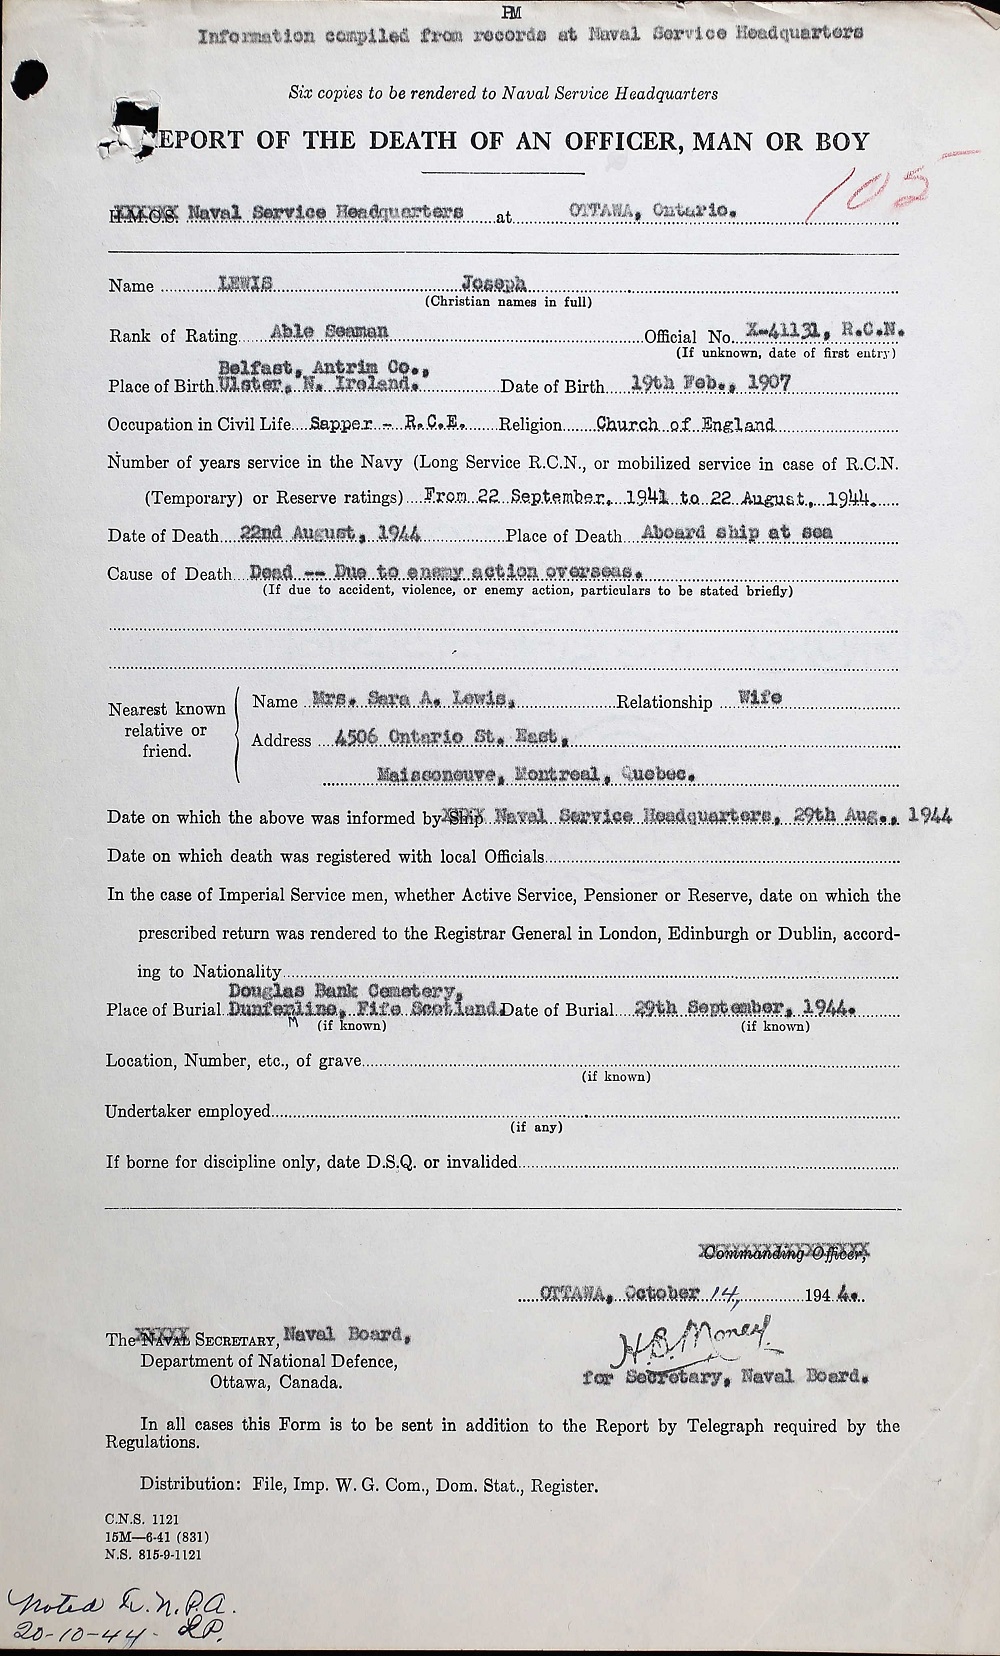 PM
Information compiled from records at Naval Service Headquarters
Six copies to be rendered to Naval Service Headquarters
EPORT OF THE DEATH OF AN OFFICER, MAN OR BOY
105
H.M.C.S. Naval Service Headquarters at OTTAWA, Ontario.
Name LEWIS Joseph
(Christian names in full)
Rank of Rating Able Seaman Official No. X-41131, R.C.N.
(If unknown, date of first entry)
Belfast, Antrim Co.,
Place of Birth Ulster, N. Ireland. Date of Birth 19th Feb., 1907
Occupation in Civil Life Sapper - R.C.E. Religion Church of England
Number of years service in the Navy (Long Service R.C.N., or mobilized service in case of R.C.N.
(Temporary) or Reserve ratings) From 22 September, 1941 to 22 August, 1944.
Date of Death 22nd August, 1944 Place of Death Aboard ship at sea
Cause of Death Dead -- Due to enemy action overseas.
(If due to accident, violence, or enemy action, particulars to be stated briefly)
Nearest known relative or friend.
Name Mrs. Sara A. Lewis, Relationship Wife
Address 4506 Ontario St. East,
Maisconeuve, Montreal, Quebec.
Date on which the above was informed by Ship Naval Service Headquarters, 29th Aug., 1944
Date on which death was registered with local Officials
In the case of Imperial Service men, whether Active Service, Pensioner or Reserve, date on which the
prescribed return was rendered to the Registrar General in London, Edinburgh or Dublin, accord-
ing to Nationality
Douglas Bank Cemetery,
Place of Burial Dunferline, Fife Scotland. Date of Burial 29th September, 1944.
M (if known) (if known)
Location, Number, etc., of grave
(if known)
Undertaker employed
(if any)
If borne for discipline only, date D.S.Q. or invalided
Commanding Officer,
OTTAWA, October 14, 1944.
The NAVAL SECRETARY, Naval Board,
H.B. Money
Department of National Defence,
for Secretary, Naval Board.
Ottawa, Canada.
In all cases this Form is to be sent in addition to the Report by Telegraph required by the
Regulations.
Distribution: File, Imp. W. G. Com., Dom. Stat., Register.
C.N.S. 1121
15M—6-41 (831)
N.S. 815-9-1121
Noted D.N.P.A.
20-10-44- LP.